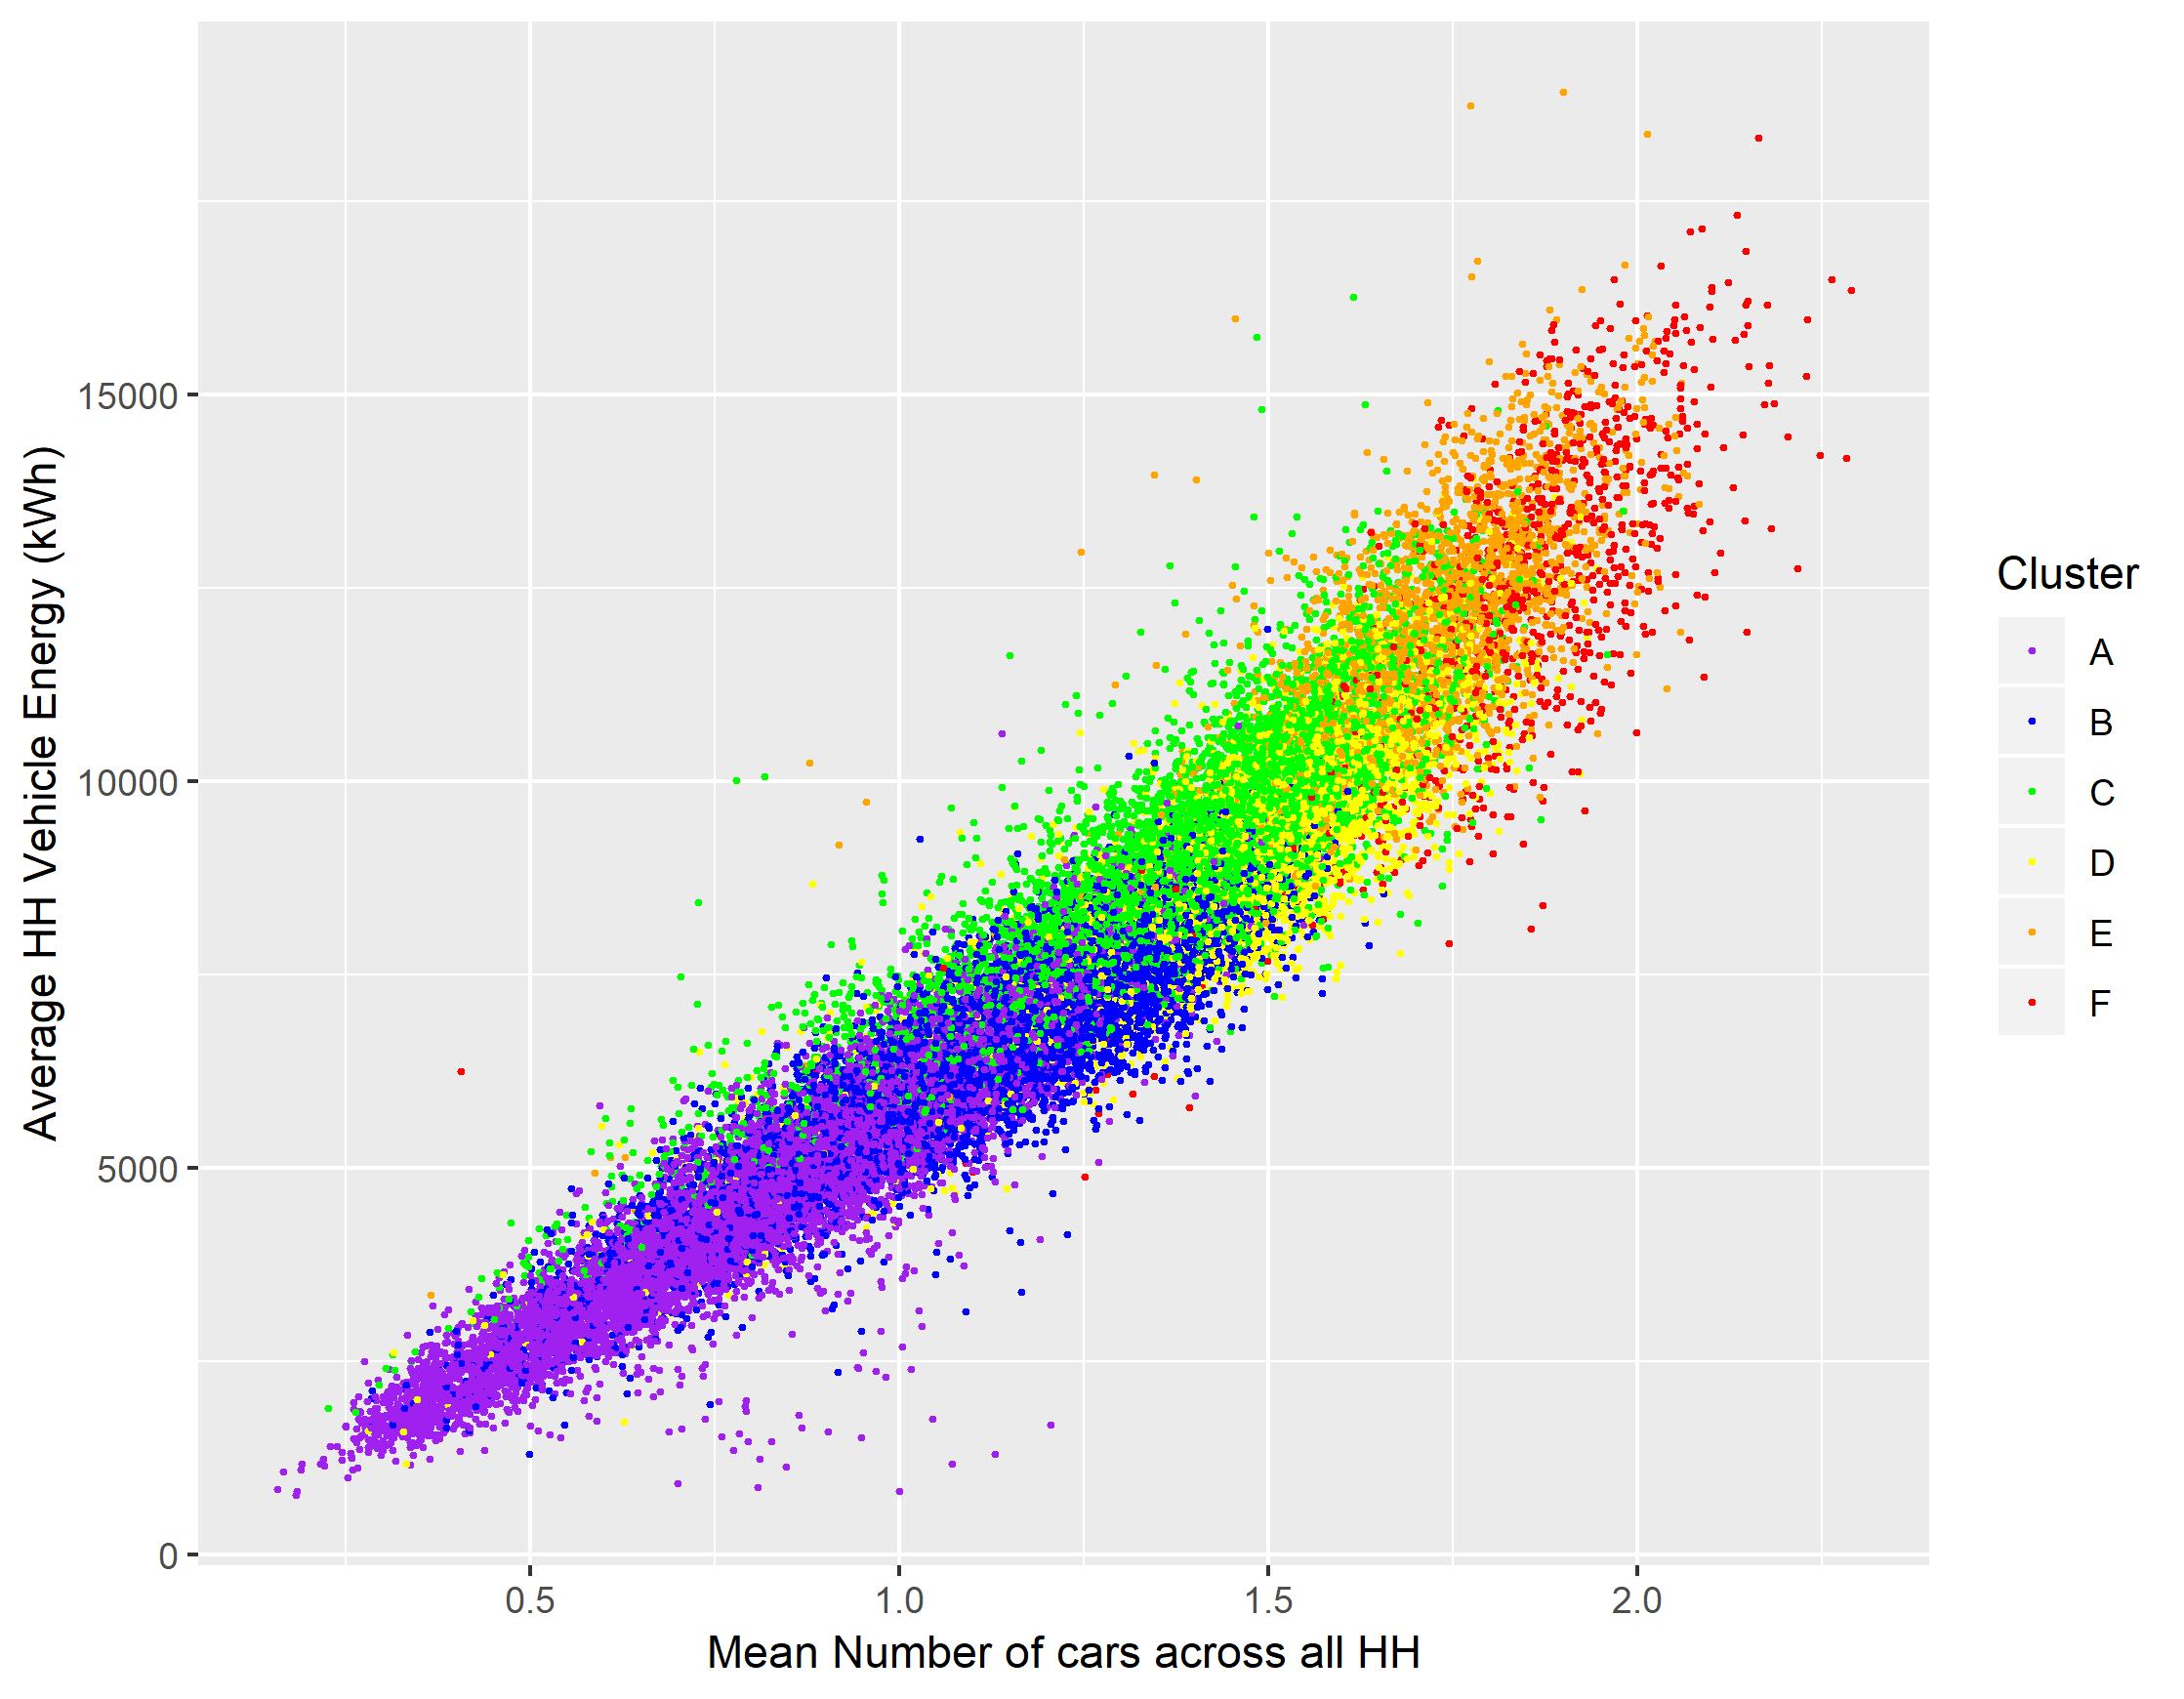 Average HH Vehicle Energy (kWh)
15000
10000
5000
0
0.5 1.0 1.5 2.0
Mean Number of cars across all HH
Cluster
A
B
C
D
E
F